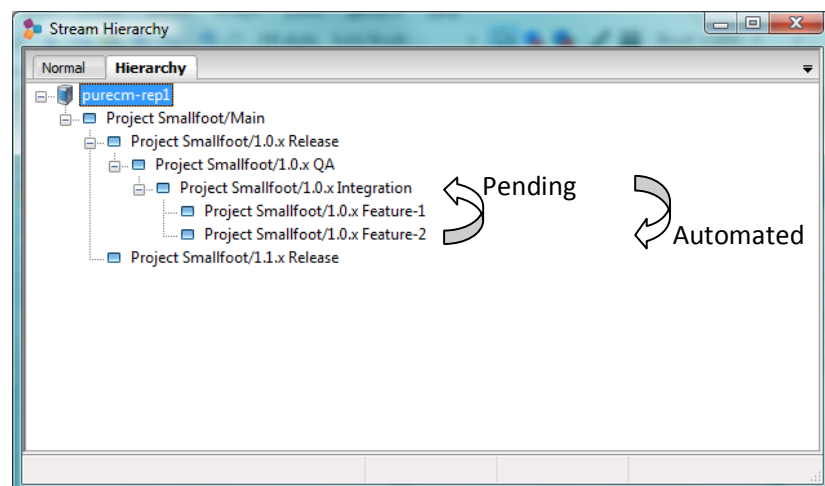 Stream Hierarchy
Normal Hierarchy
purecm-rep1
Project Smallfoot/Main
Project Smallfoot/1.0.x Release
Project Smallfoot/1.0.x QA
Project Smallfoot/1.0.x Integration Pending
Project Smallfoot/1.0.x Feature-1
Project Smallfoot/1.0.x Feature-2 Automated
Project Smallfoot/1.1.x Release